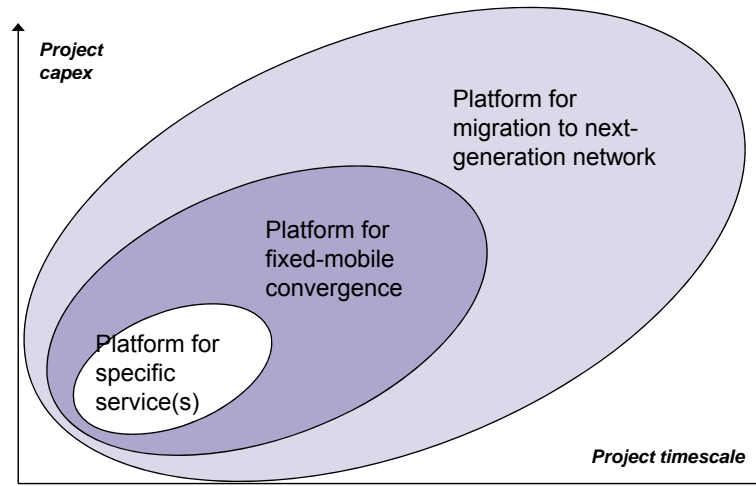 Project
capex
Platform for
migration to next-
generation network
Platform for
fixed-mobile
convergence
Platform for
specific
service(s)
Project timescale